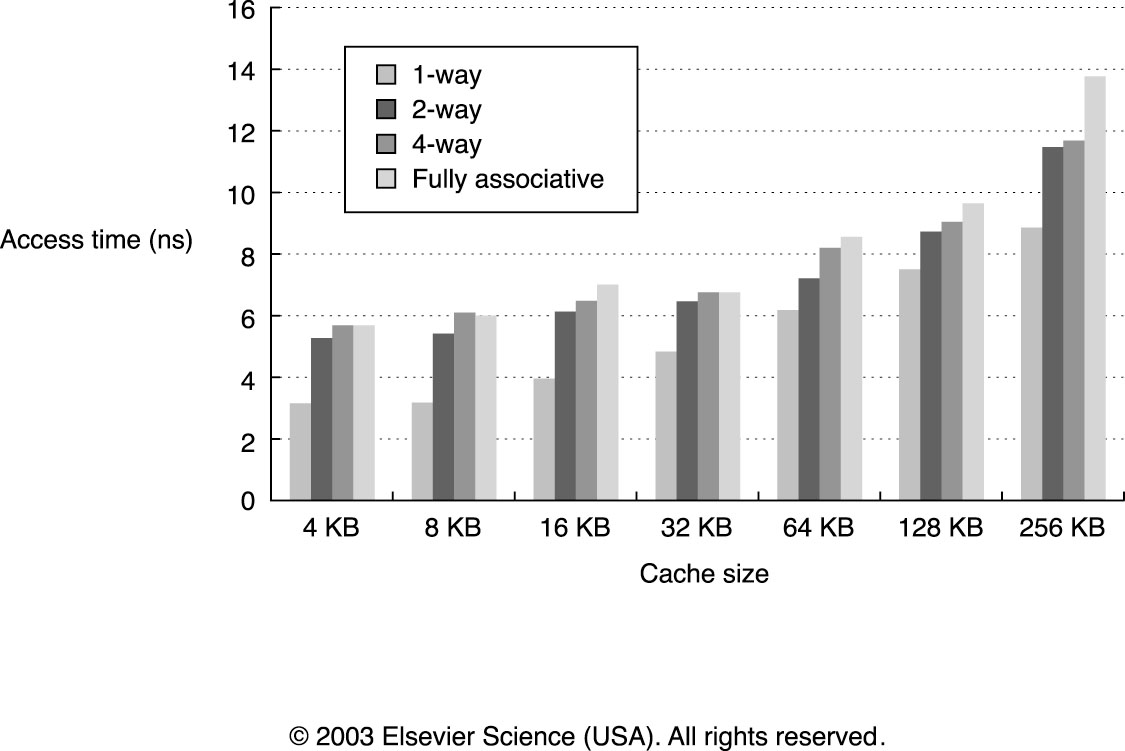 16
14
12
10
8
6
4
2
0
Access time (ns)
1-way
2-way
4-way
Fully associative
4 KB 8 KB 16 KB 32 KB 64 KB 128 KB 256 KB
Cache size
© 2003 Elsevier Science (USA). All rights reserved.